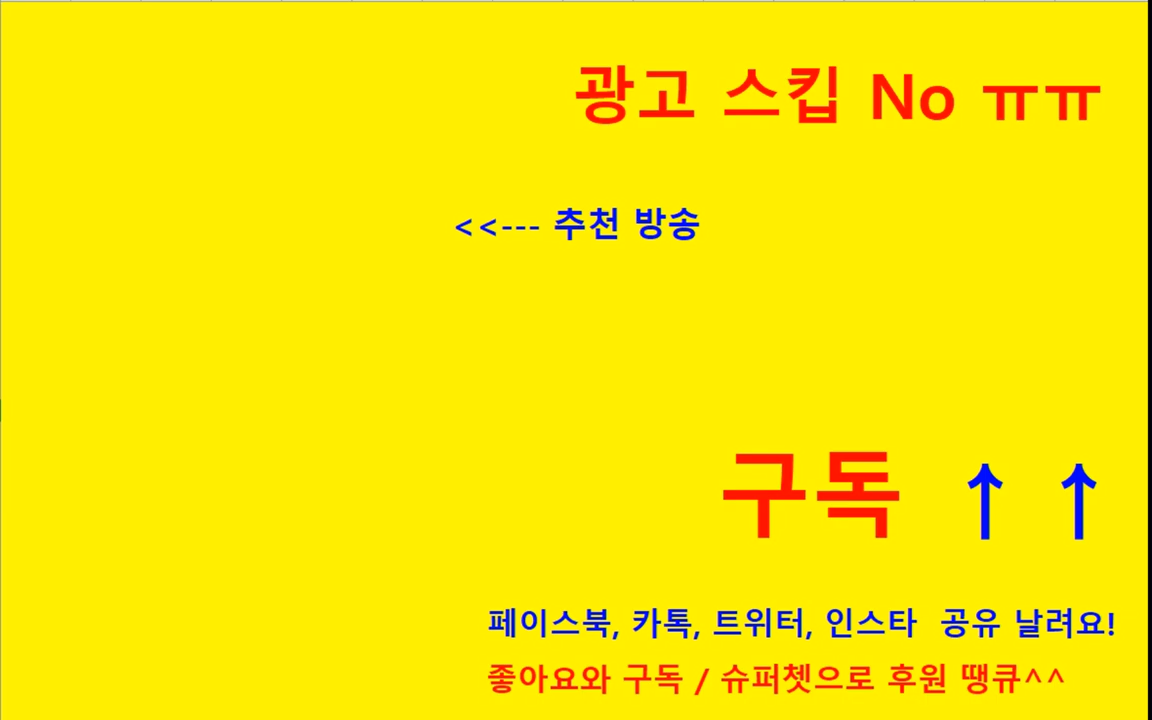 광고 스킵 No ㅠㅠ
<<--- 추천 방송
구독 ↑ ↑
페이스북, 카톡, 트위터, 인스타 공유 날려요!
좋아요와 구독 / 슈퍼쳇으로 후원 땡큐^^